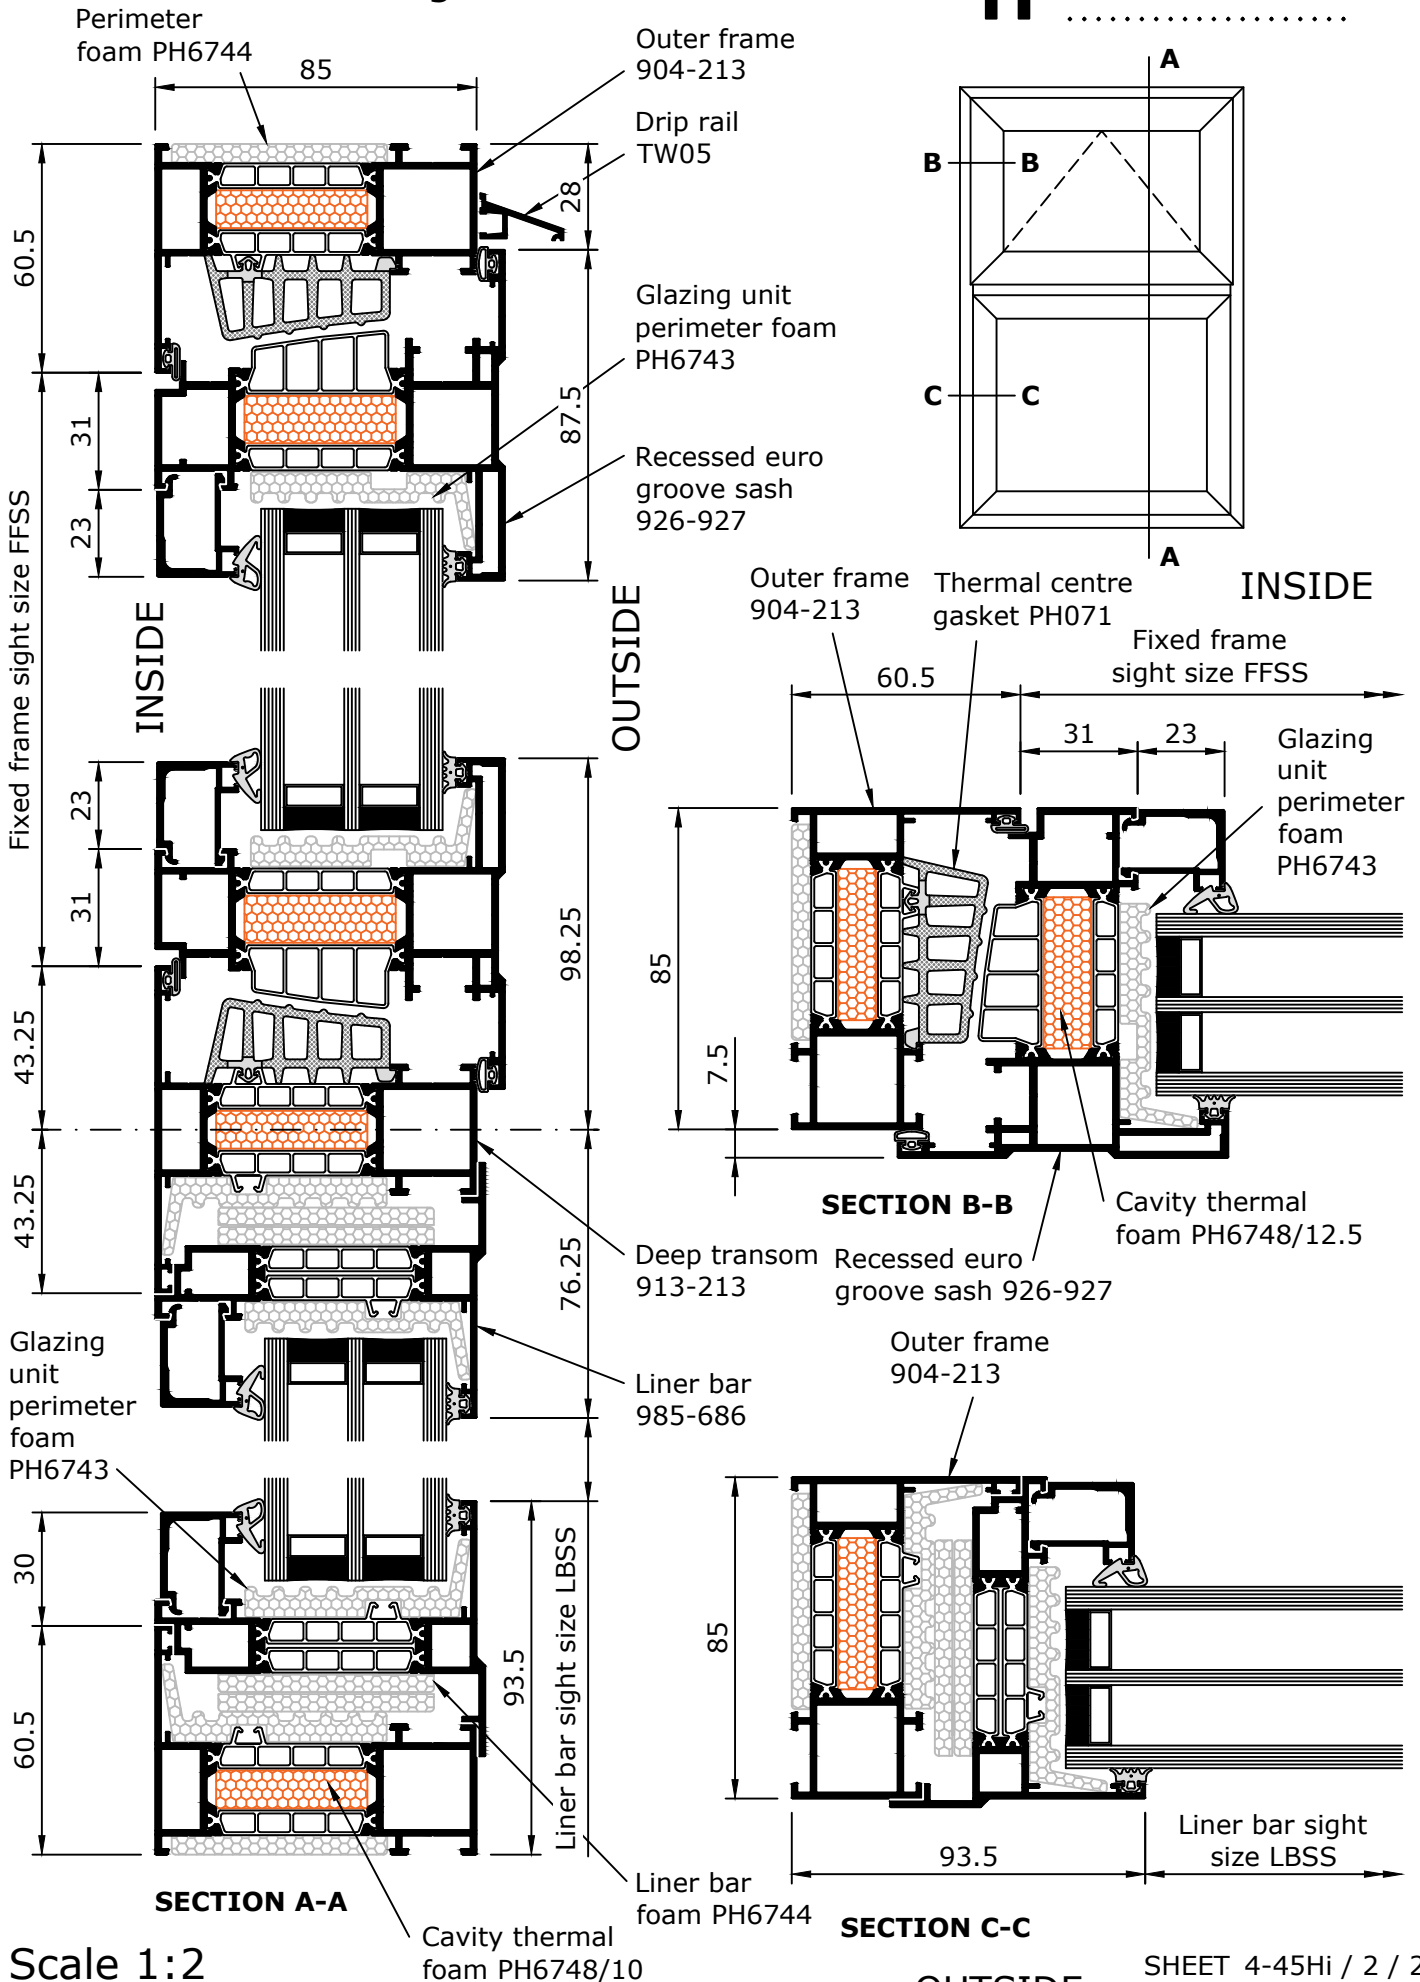 Perimeter
foam PH6744
85
Outer frame
904-213
Drip rail
TW05
28
60.5
Glazing unit
perimeter foam
PH6743
87.5
31
23
Recessed euro
groove sash
926-927
Fixed frame sight size FFSS
INSIDE
OUTSIDE
23
31
98.25
43.25
43.25
76.25
Deep transom
913-213
Liner bar
985-686
Glazing
unit
perimeter
foam
PH6743
30
60.5
93.5
Liner bar sight size LBSS
SECTION A-A
Liner bar
foam PH6744
Cavity thermal
foam PH6748/10
Scale 1:2
A
B
B
C
C
A
INSIDE
Outer frame
904-213
Thermal centre
gasket PH071
Fixed frame
sight size FFSS
60.5
31
23
Glazing
unit
perimeter
foam
PH6743
85
7.5
SECTION B-B
Cavity thermal
foam PH6748/12.5
Recessed euro
groove sash 926-927
Outer frame
904-213
85
93.5
Liner bar sight
size LBSS
SECTION C-C
OUTSIDE
SHEET 4-45Hi / 2 / 2